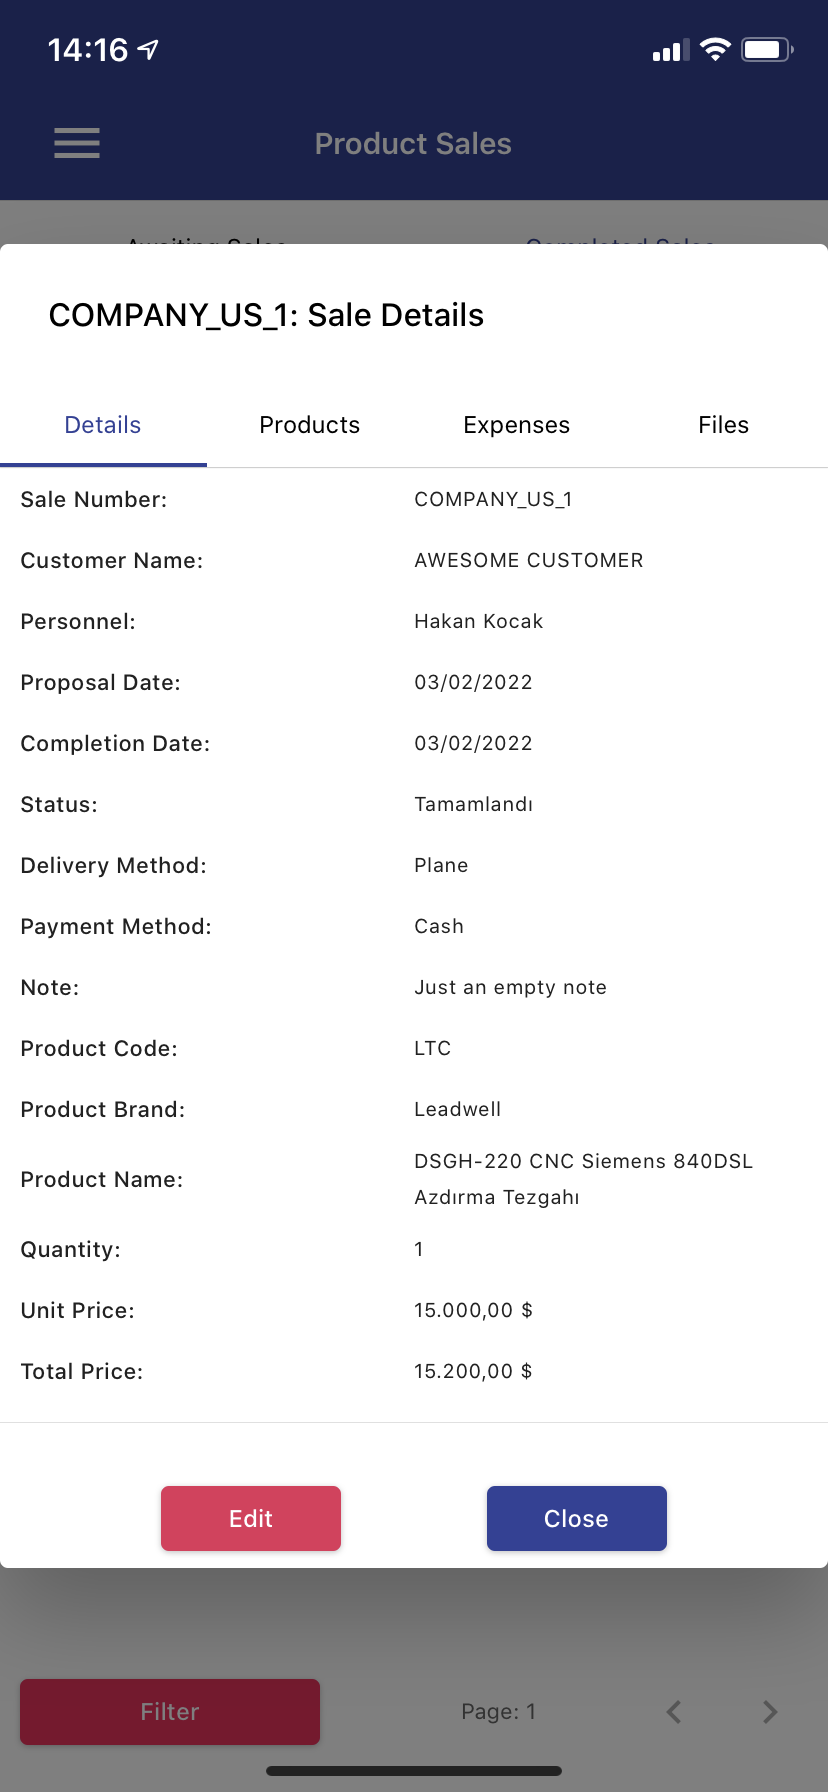 14:16
Product Sales
Awaiting Sales Completed Sales
COMPANY_US_1: Sale Details
Details Products Expenses Files
Sale Number: COMPANY_US_1
Customer Name: AWESOME CUSTOMER
Personnel: Hakan Kocak
Proposal Date: 03/02/2022
Completion Date: 03/02/2022
Status: Tamamlandı
Delivery Method: Plane
Payment Method: Cash
Note: Just an empty note
Product Code: LTC
Product Brand: Leadwell
Product Name: DSGH-220 CNC Siemens 840DSL
Azdırma Tezgahı
Quantity: 1
Unit Price: 15.000,00 $
Total Price: 15.200,00 $
Edit Close
Filter Page: 1